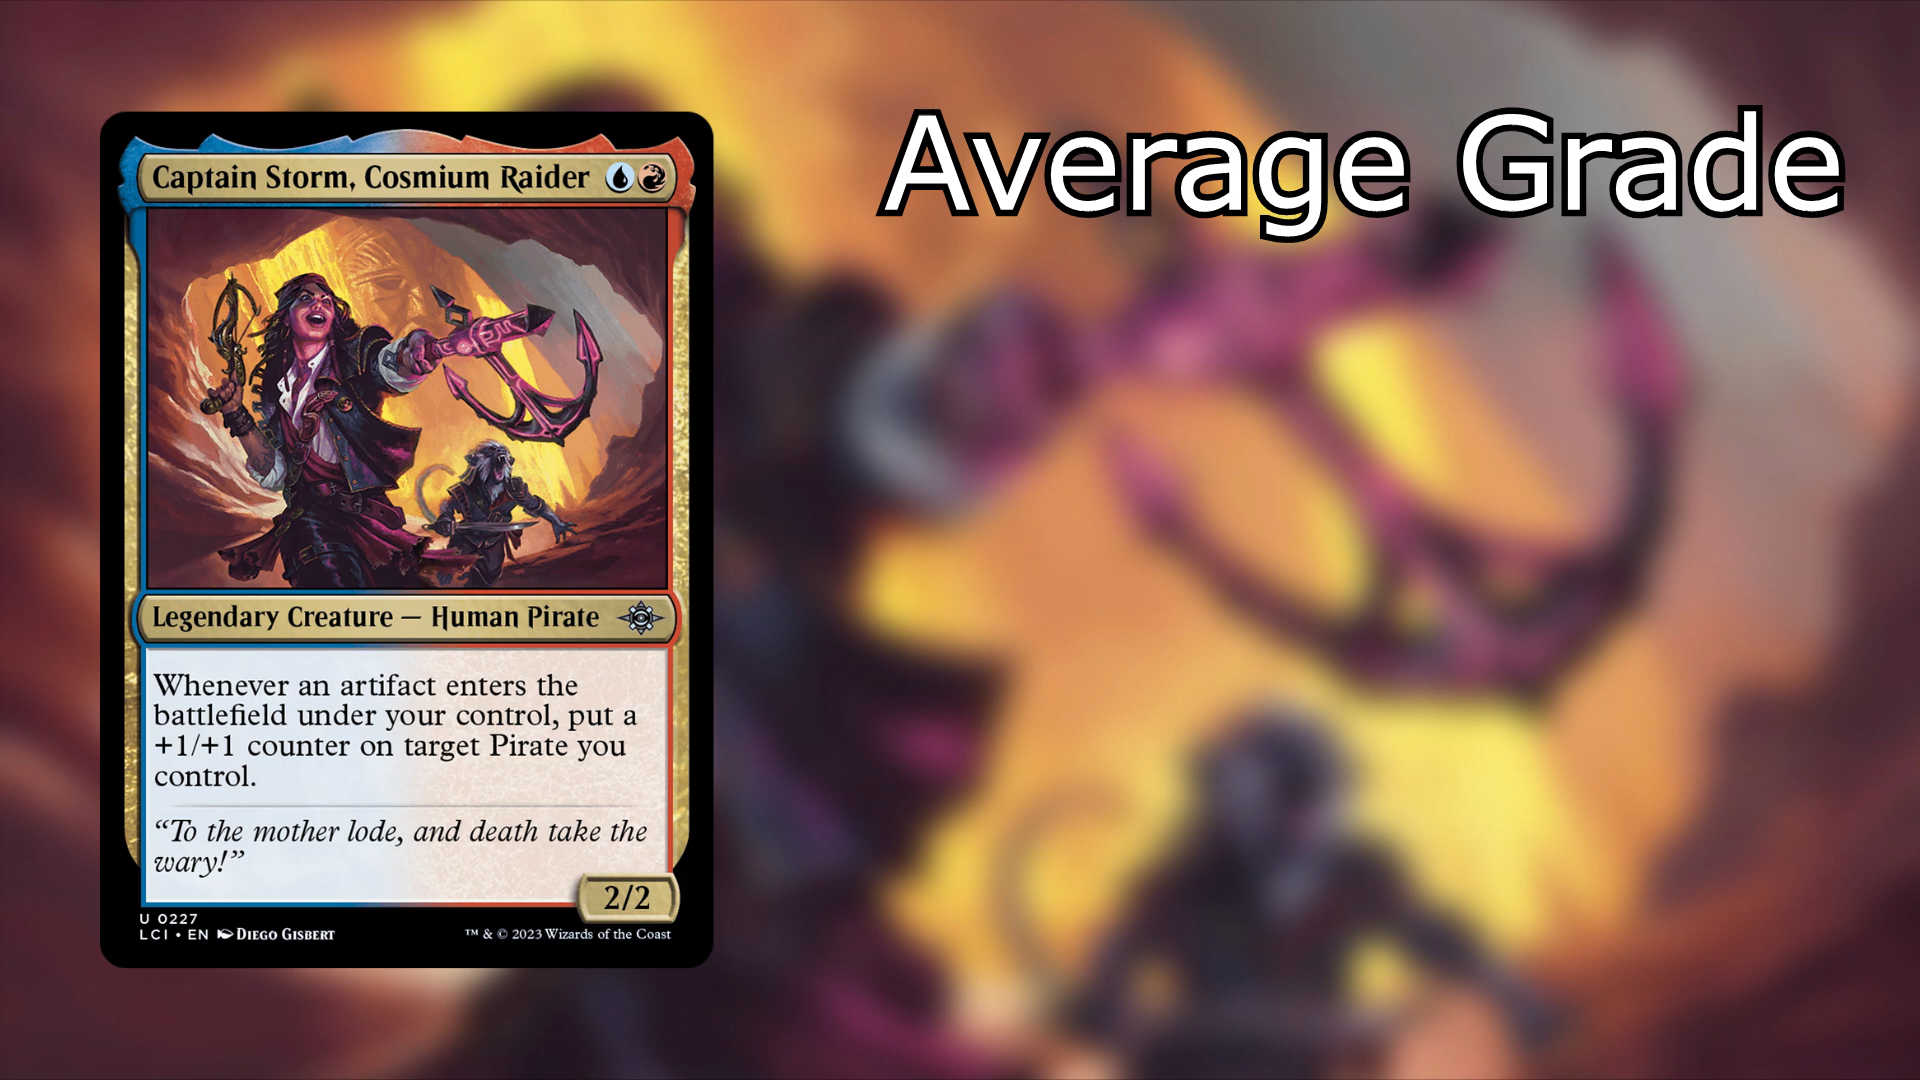 Average Grade
Captain Storm, Cosmium Raider
Legendary Creature — Human Pirate
Whenever an artifact enters the
battlefield under your control, put a
+1/+1 counter on target Pirate you
control.
“To the mother lode, and death take the
wary!”
2/2
U 0227
LCI • EN Diego Gisbert
™ & © 2023 Wizards of the Coast